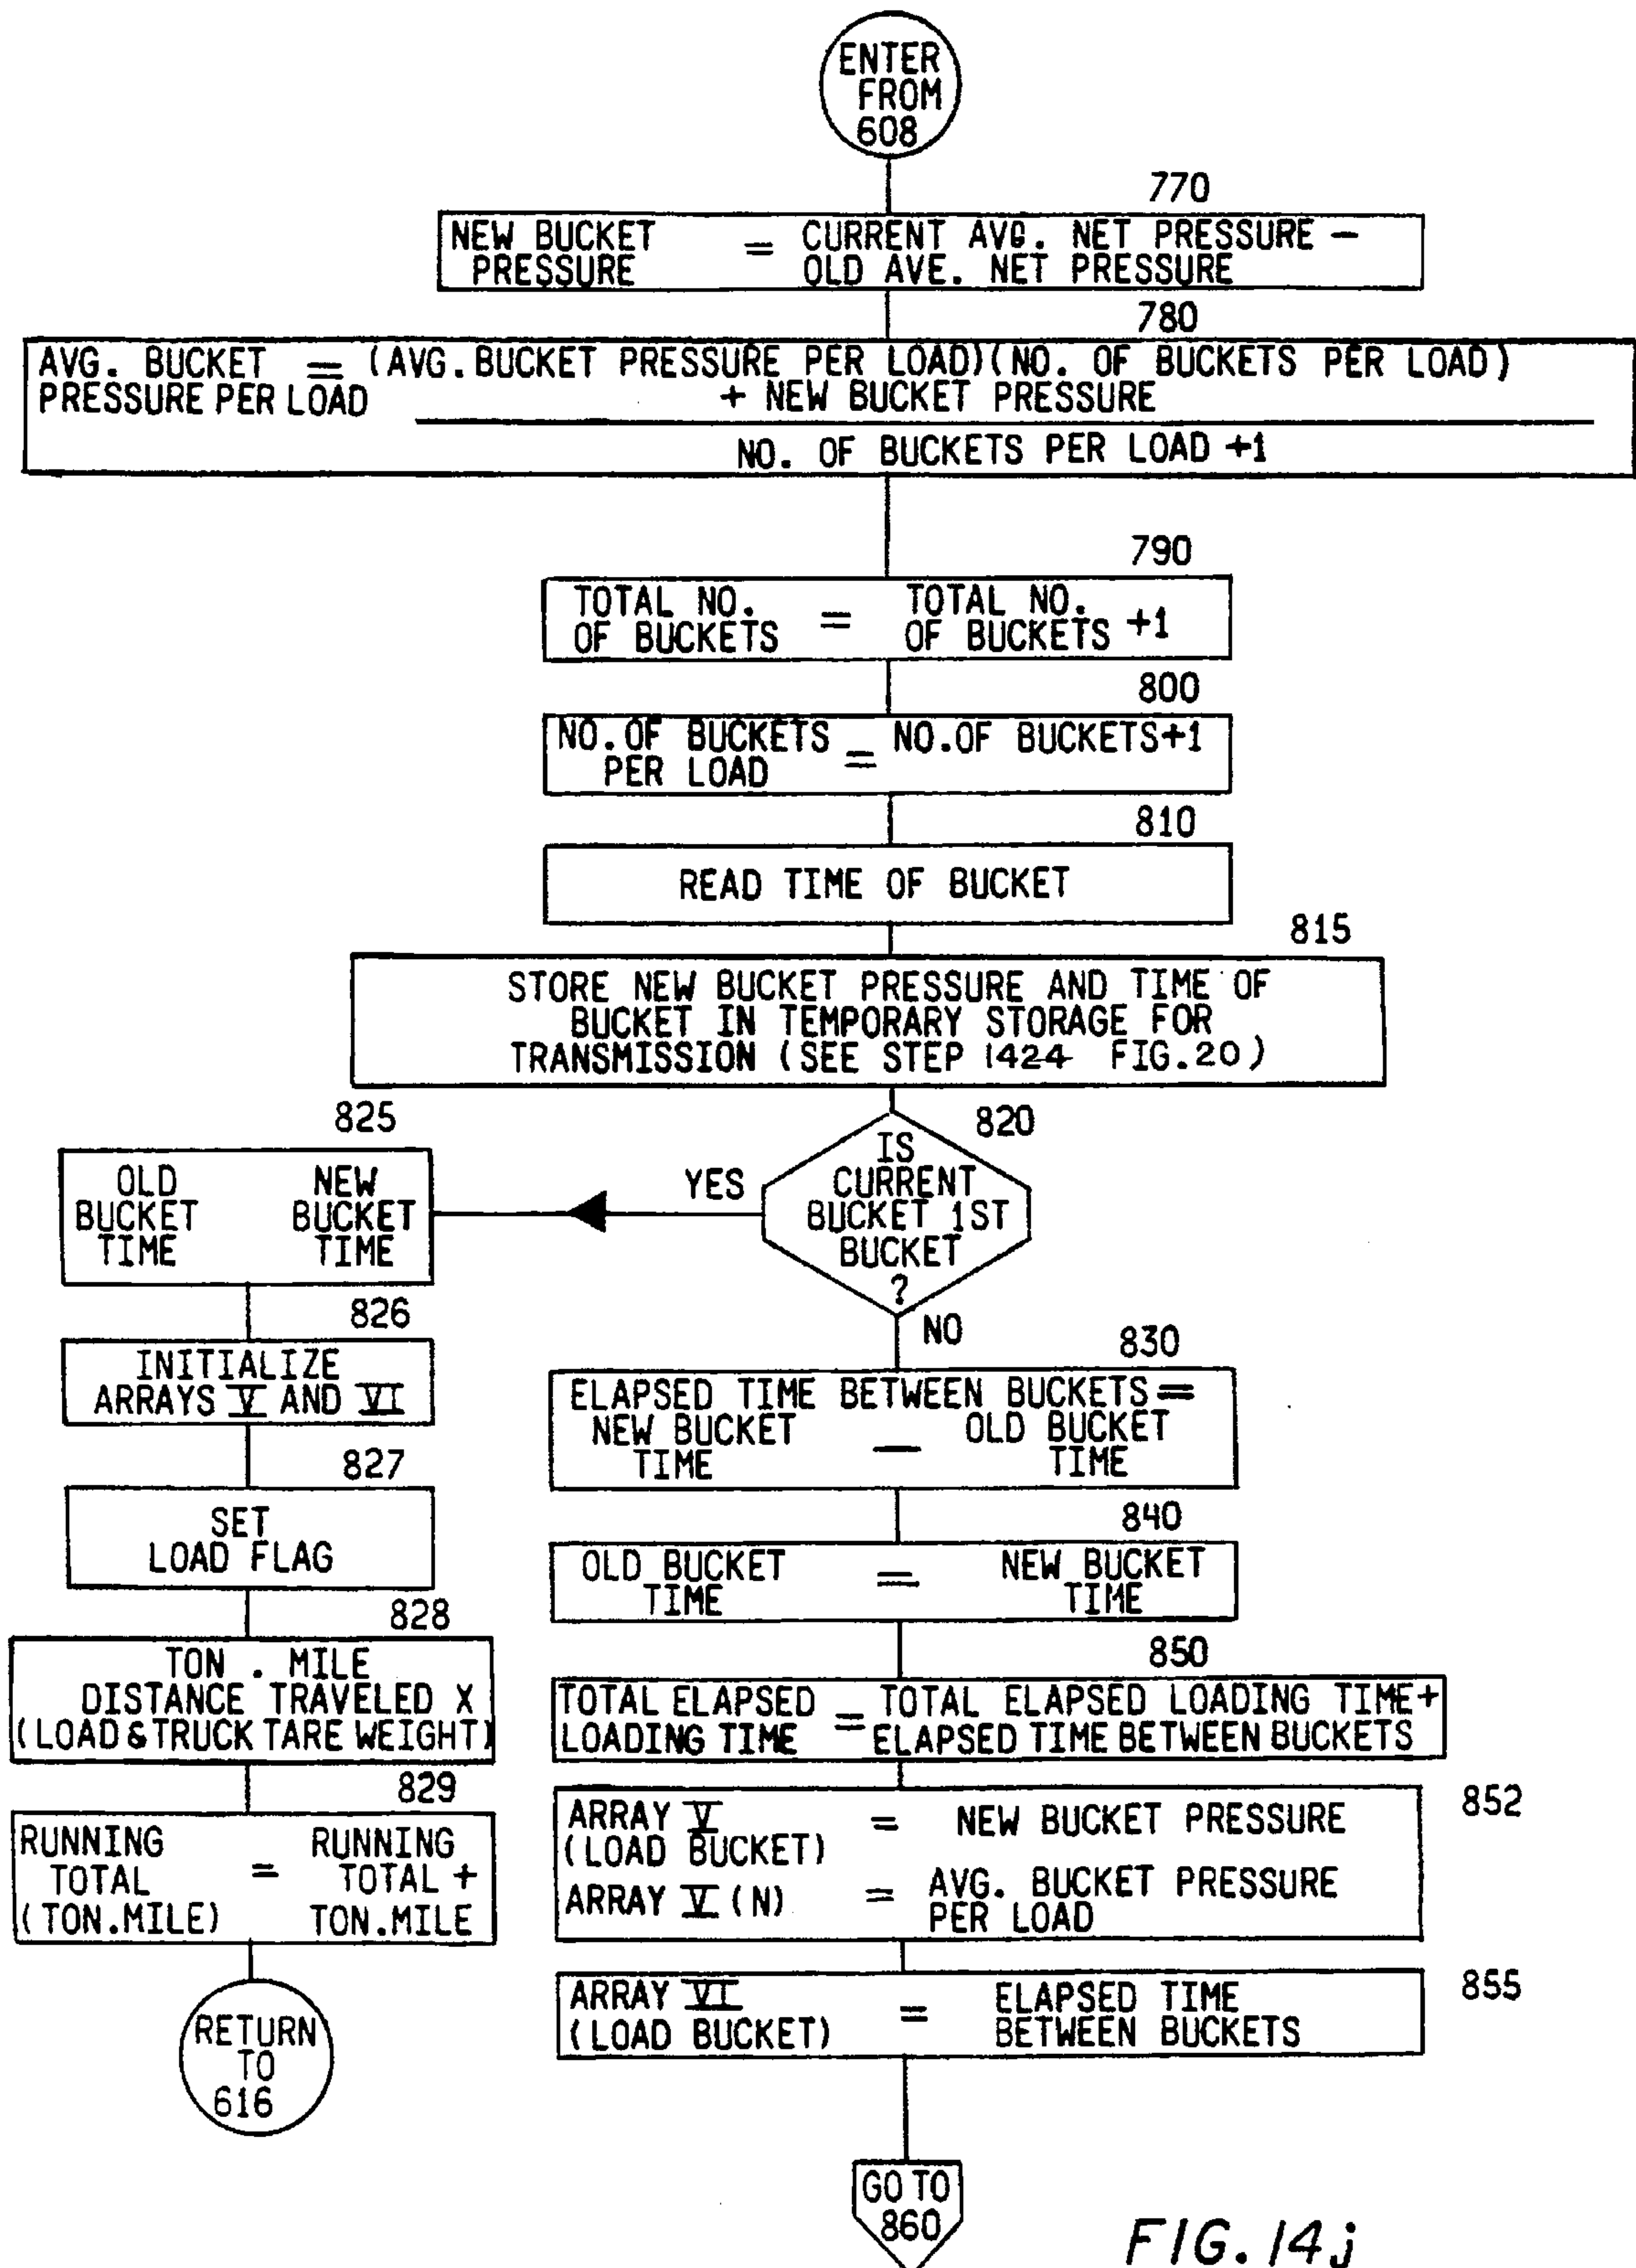 ENTER
FROM
608
770
NEW BUCKET = CURRENT AVG. NET PRESSURE –
PRESSURE OLD AVE. NET PRESSURE
780
AVG. BUCKET = (AVG. BUCKET PRESSURE PER LOAD)(NO. OF BUCKETS PER LOAD)
PRESSURE PER LOAD + NEW BUCKET PRESSURE
NO. OF BUCKETS PER LOAD +1
790
TOTAL NO. = TOTAL NO.
OF BUCKETS OF BUCKETS +1
800
NO. OF BUCKETS = NO. OF BUCKETS+1
PER LOAD
810
READ TIME OF BUCKET
815
STORE NEW BUCKET PRESSURE AND TIME OF
BUCKET IN TEMPORARY STORAGE FOR
TRANSMISSION (SEE STEP 1424 FIG.20)
820
IS
CURRENT
BUCKET 1ST
BUCKET
?
YES
825
OLD NEW
BUCKET BUCKET
TIME TIME
826
INITIALIZE
ARRAYS V AND VI
827
SET
LOAD FLAG
828
TON . MILE
DISTANCE TRAVELED X
(LOAD & TRUCK TARE WEIGHT)
829
RUNNING RUNNING
TOTAL = TOTAL +
(TON.MILE) TON.MILE
RETURN
TO
616
NO
830
ELAPSED TIME BETWEEN BUCKETS =
NEW BUCKET – OLD BUCKET
TIME TIME
840
OLD BUCKET = NEW BUCKET
TIME TIME
850
TOTAL ELAPSED = TOTAL ELAPSED LOADING TIME +
LOADING TIME ELAPSED TIME BETWEEN BUCKETS
852
ARRAY V = NEW BUCKET PRESSURE
(LOAD BUCKET)
ARRAY V (N) = AVG. BUCKET PRESSURE
PER LOAD
855
ARRAY VI = ELAPSED TIME
(LOAD BUCKET) BETWEEN BUCKETS
GO TO
860
FIG. 14j